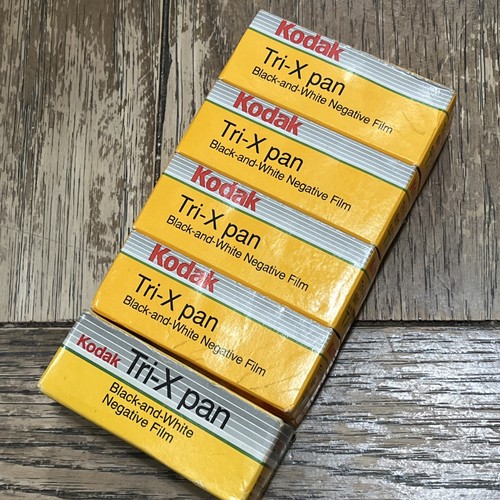 Kodak
Tri-X pan
Black-and-White Negative Film
Kodak
Tri-X pan
Black-and-White Negative Film
Kodak
Tri-X pan
Black-and-White Negative Film
Kodak
Tri-X pan
Black-and-White Negative Film
Kodak Tri-X pan
Black-and-White
Negative Film